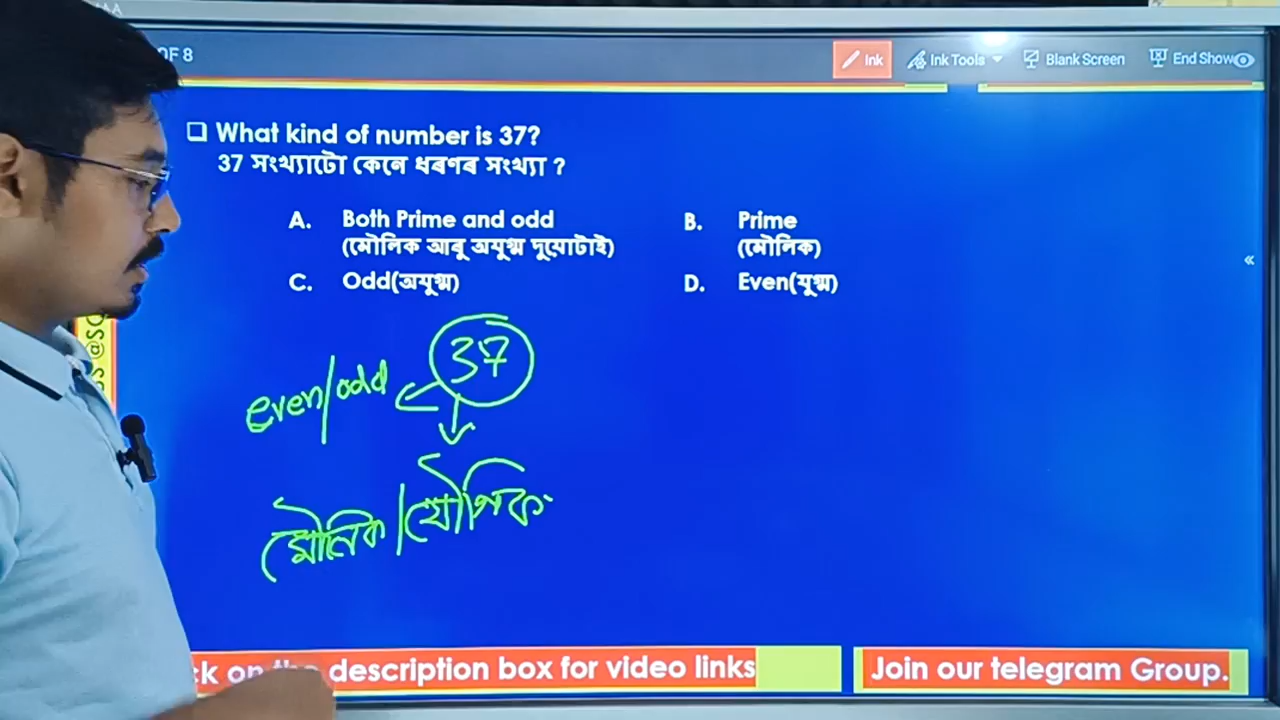 OF 8
Ink
Ink Tools
Blank Screen
End Show
What kind of number is 37?
37 সংখ্যাটো কেনে ধৰণৰ সংখ্যা ?
A. Both Prime and odd
(মৌলিক আৰু অযুগ্ম দুয়োটাই)
B. Prime
(মৌলিক)
C. Odd(অযুগ্ম)
D. Even(যুগ্ম)
37
even/odd
মৌলিক/যৌগিক
description box for video links
Join our telegram Group.